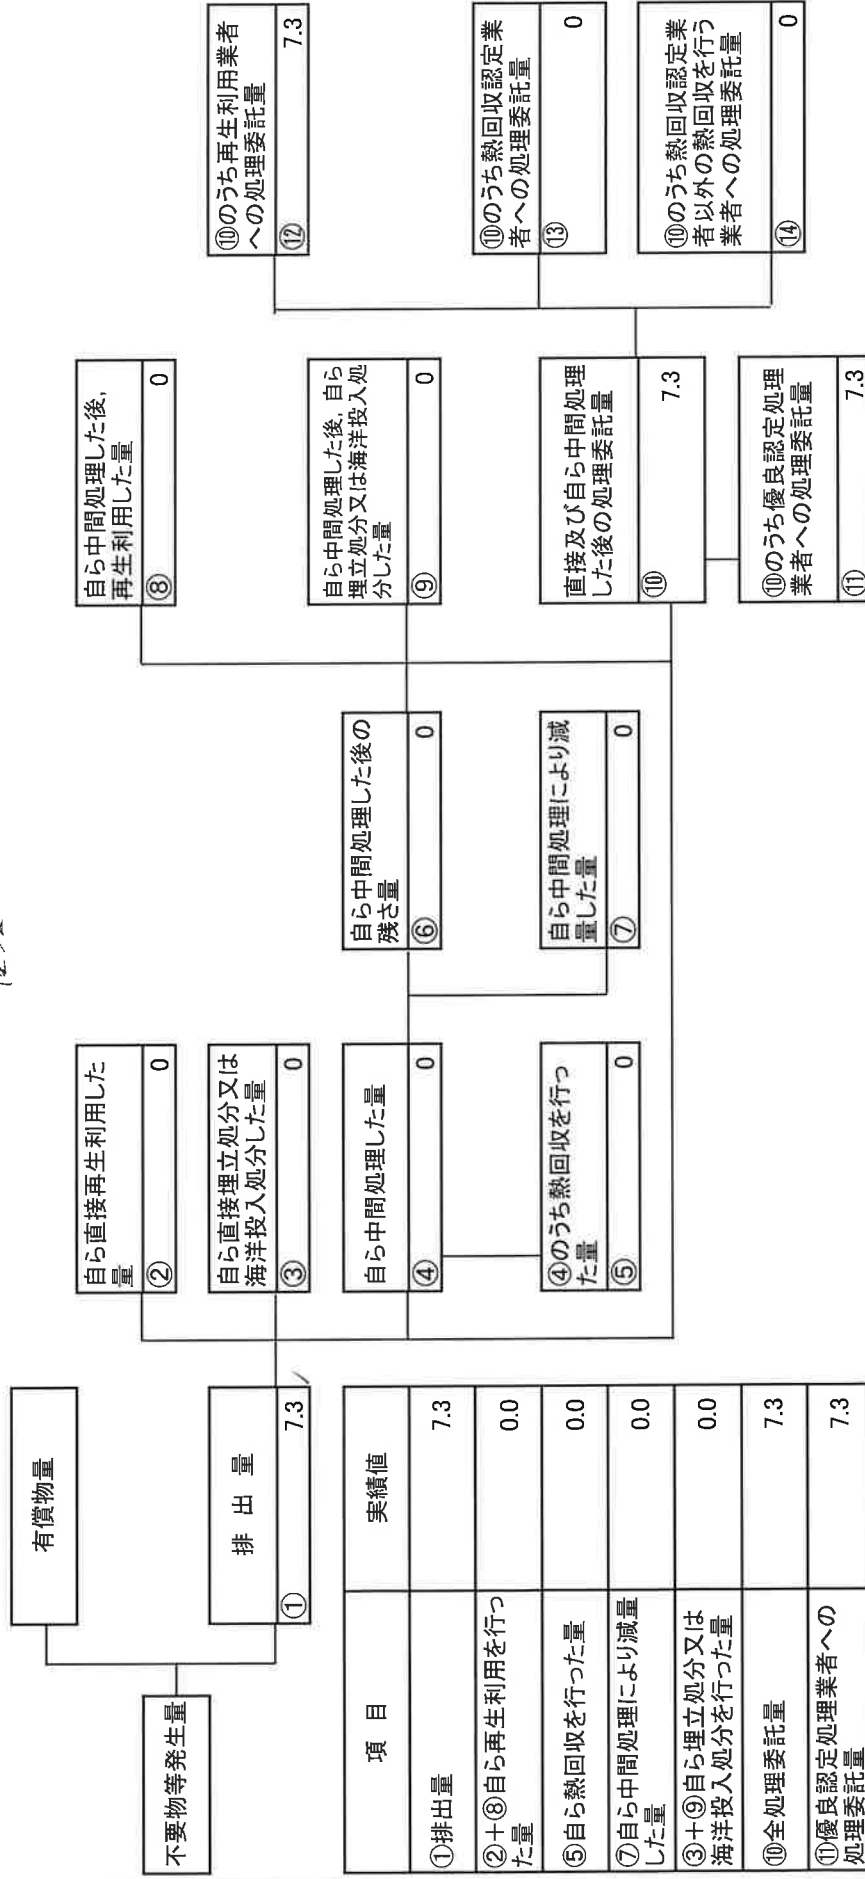 有償物量
不要物等発生量
排 出 量
① 7.3
自ら直接再生利用した
量
② 0
自ら直接埋立処分又は
海洋投入処分した量
③ 0
自ら中間処理した量
④ 0
④のうち熱回収を行っ
た量
⑤ 0
自ら中間処理した後の
残さ量
⑥ 0
自ら中間処理により減
量した量
⑦ 0
自ら中間処理した後,
再生利用した量
⑧ 0
自ら中間処理した後, 自ら
埋立処分又は海洋投入処
分した量
⑨ 0
直接及び自ら中間処理
した後の処理委託量
⑩ 7.3
⑩のうち優良認定処理
業者への処理委託量
⑪ 7.3
⑩のうち再生利用業者
への処理委託量
⑫ 7.3
⑩のうち熱回収認定業
者への処理委託量
⑬ 0
⑩のうち熱回収認定業
者以外の熱回収を行う
業者への処理委託量
⑭ 0
項 目 実績値
①排出量 7.3
②+⑧自ら再生利用を行っ
た量 0.0
⑤自ら熱回収を行った量 0.0
⑦自ら中間処理により減量
した量 0.0
③+⑨自ら埋立処分又は
海洋投入処分を行った量 0.0
⑩全処理委託量 7.3
⑪優良認定処理業者への
処理委託量 7.3